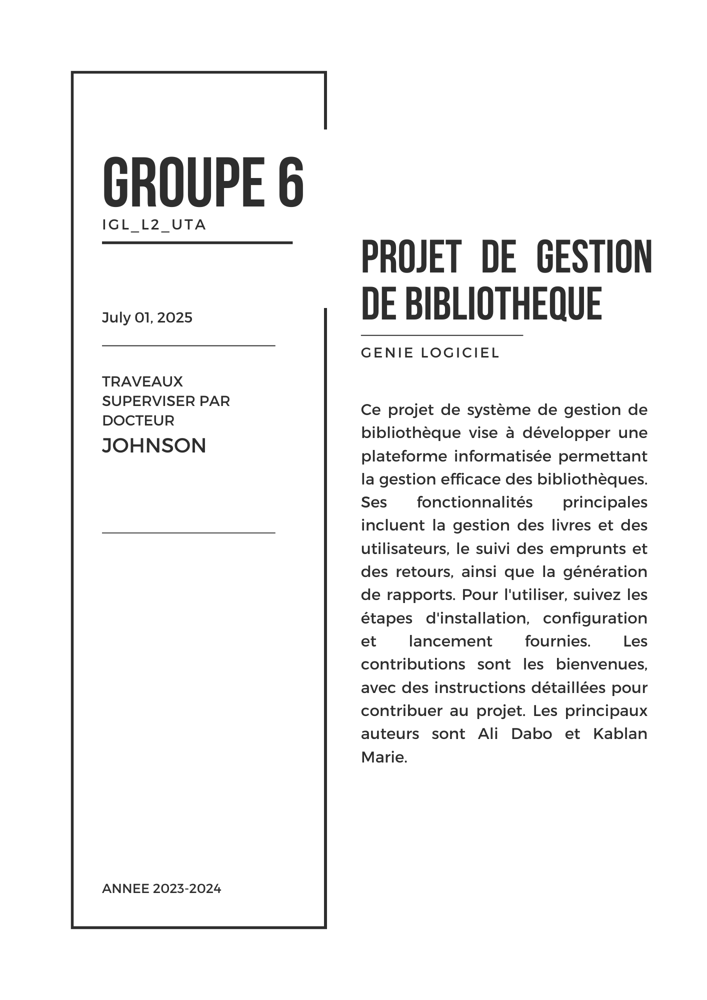 GROUPE 6
IGL_L2_UTA
July 01, 2025
TRAVEAUX
SUPERVISER PAR
DOCTEUR
JOHNSON
ANNEE 2023-2024
PROJET DE GESTION
DE BIBLIOTHEQUE
GENIE LOGICIEL
Ce projet de système de gestion de
bibliothèque vise à développer une
plateforme informatisée permettant
la gestion efficace des bibliothèques.
Ses fonctionnalités principales
incluent la gestion des livres et des
utilisateurs, le suivi des emprunts et
des retours, ainsi que la génération
de rapports. Pour l'utiliser, suivez les
étapes d'installation, configuration
et lancement fournies. Les
contributions sont les bienvenues,
avec des instructions détaillées pour
contribuer au projet. Les principaux
auteurs sont Ali Dabo et Kablan
Marie.